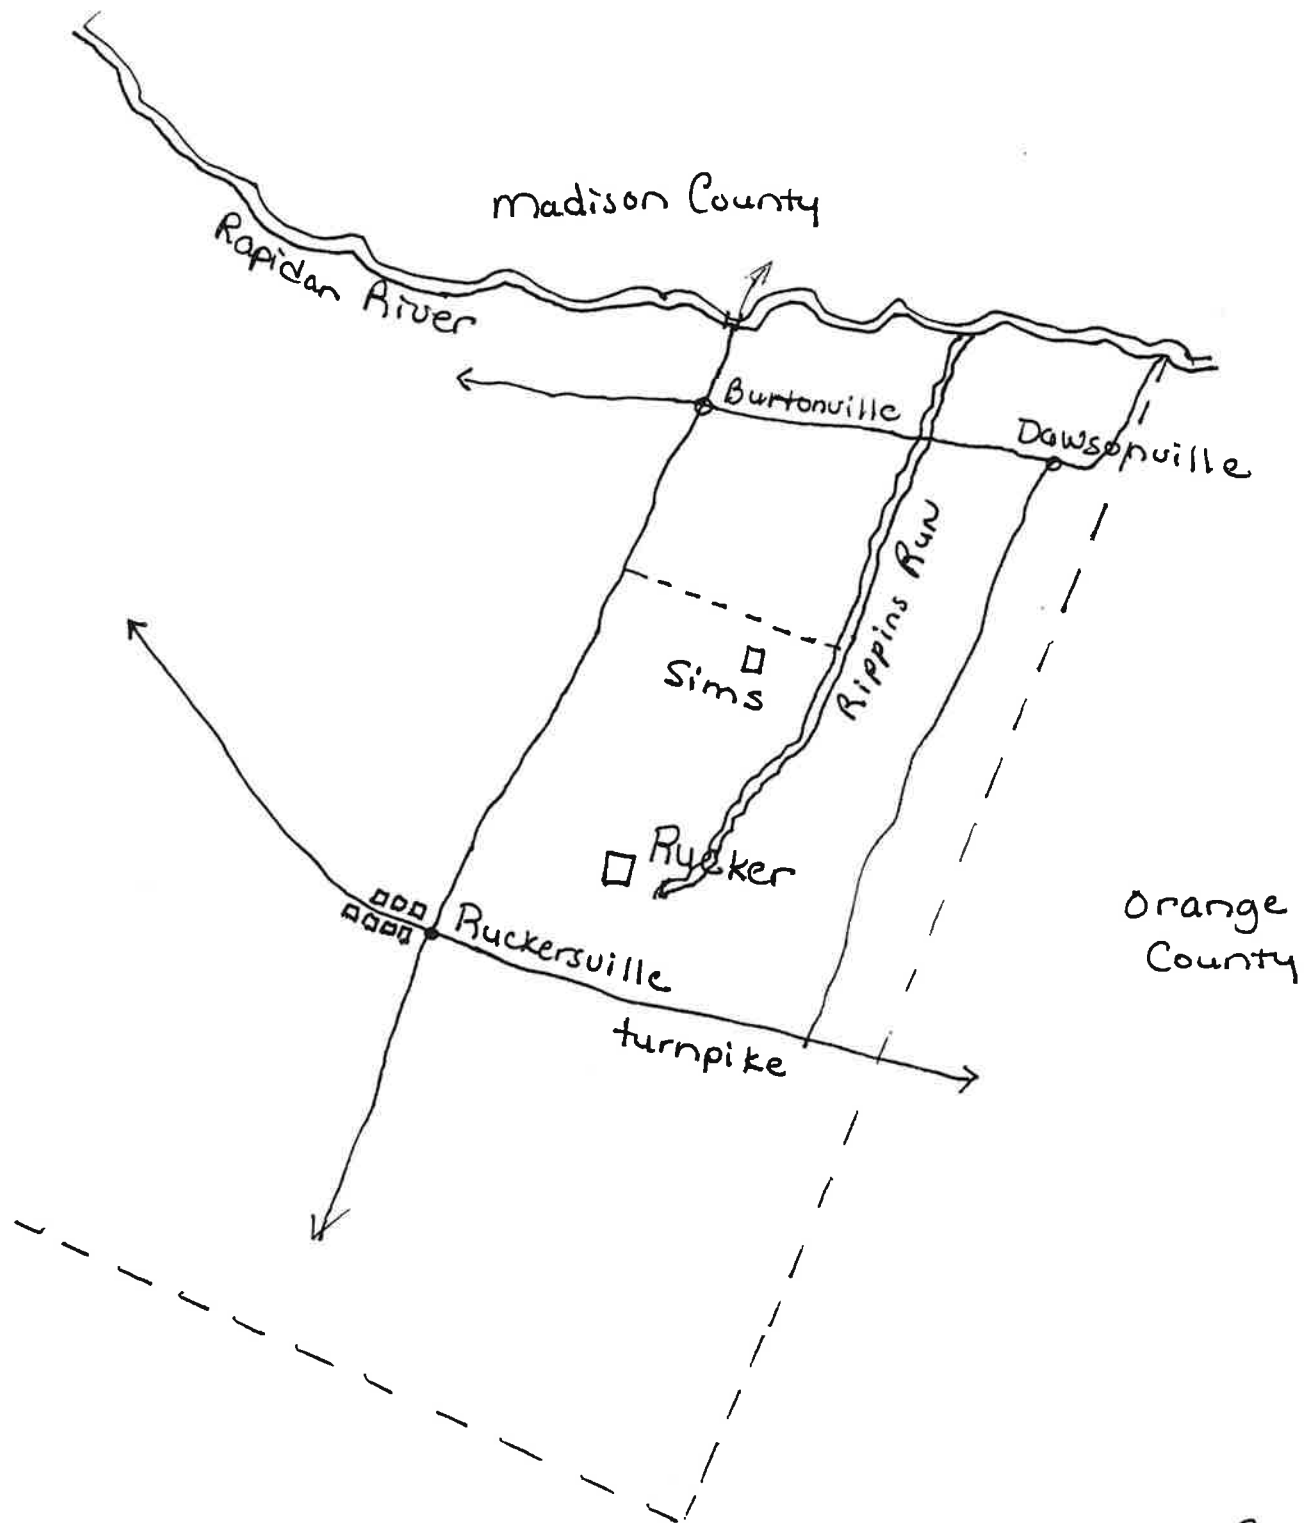 Madison County
Rapidan River
Burtonville
Dawsonville
Rippins Run
Sims
Rucker
Ruckersville
turnpike
Orange
County